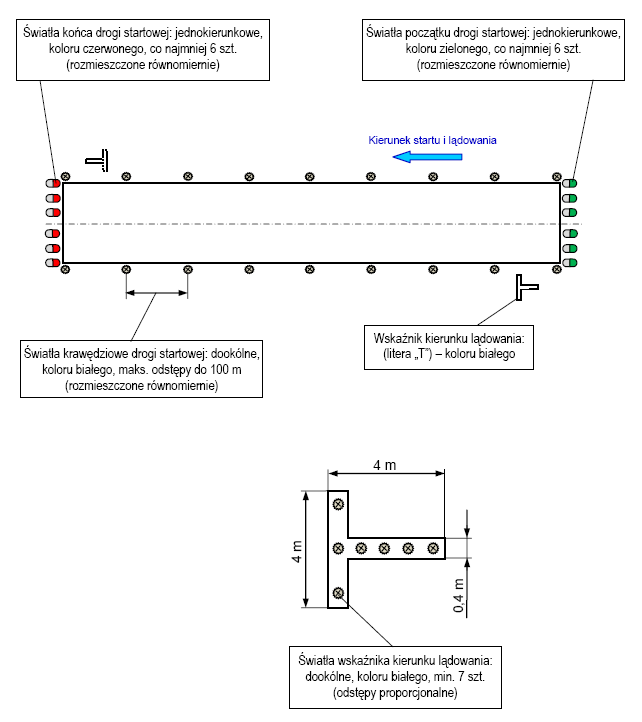 Światła końca drogi startowej: jednokierunkowe,
koloru czerwonego, co najmniej 6 szt.
(rozmieszczone równomiernie)
Światła początku drogi startowej: jednokierunkowe,
koloru zielonego, co najmniej 6 szt.
(rozmieszczone równomiernie)
Kierunek startu i lądowania
Światła krawędziowe drogi startowej: dookólne,
koloru białego, maks. odstępy do 100 m
(rozmieszczone równomiernie)
Wskaźnik kierunku lądowania:
(litera „T”) – koloru białego
4 m
4 m
0,4 m
Światła wskaźnika kierunku lądowania:
dookólne, koloru białego, min. 7 szt.
(odstępy proporcjonalne)